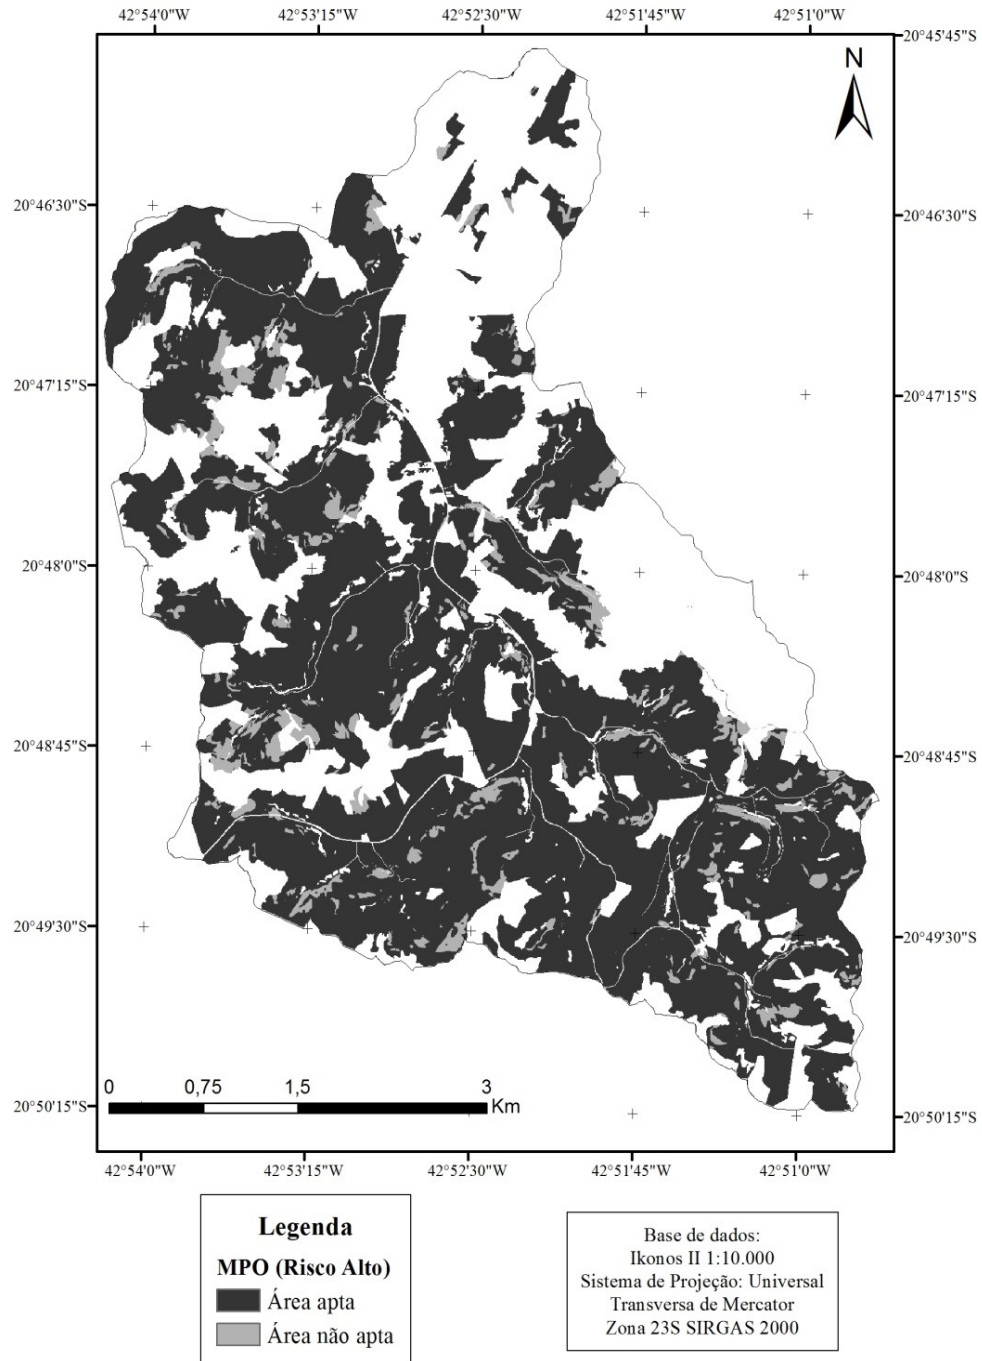 42°54'0"W 42°53'15"W 42°52'30"W 42°51'45"W 42°51'0"W
20°45'45"S
N
20°46'30"S 20°46'30"S
20°47'15"S 20°47'15"S
20°48'0"S 20°48'0"S
20°48'45"S 20°48'45"S
20°49'30"S 20°49'30"S
0 0,75 1,5 3
Km
20°50'15"S 20°50'15"S
42°54'0"W 42°53'15"W 42°52'30"W 42°51'45"W 42°51'0"W
Legenda
MPO (Risco Alto)
Área apta
Área não apta
Base de dados:
Ikonos II 1:10.000
Sistema de Projeção: Universal
Transversa de Mercator
Zona 23S SIRGAS 2000